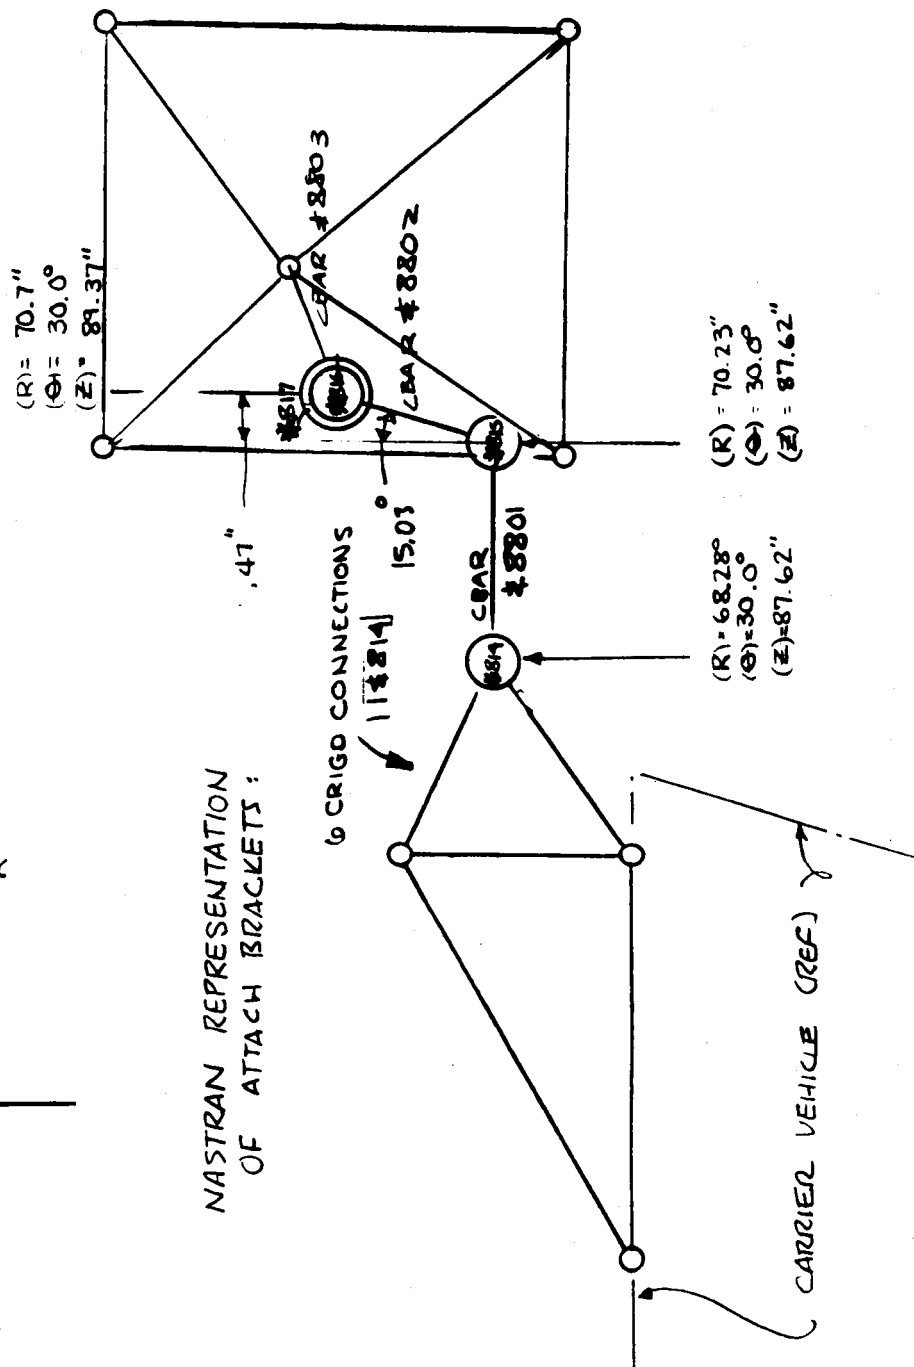 NASTRAN REPRESENTATION
OF ATTACH BRACKETS :
(R)= 70.7"
(Θ)= 30.0°
(Z)= 89.37"
.47"
15.03°
CBAR #8803
CBAR #8802
CBAR
#8801
#817
6 CRIGD CONNECTIONS
(R)= 68.28°
(Θ)=30.0°
(Z)=87.62"
(R) = 70.23"
(Θ) = 30.0°
(Z) = 87.62"
CARRIER VEHICLE (REF)